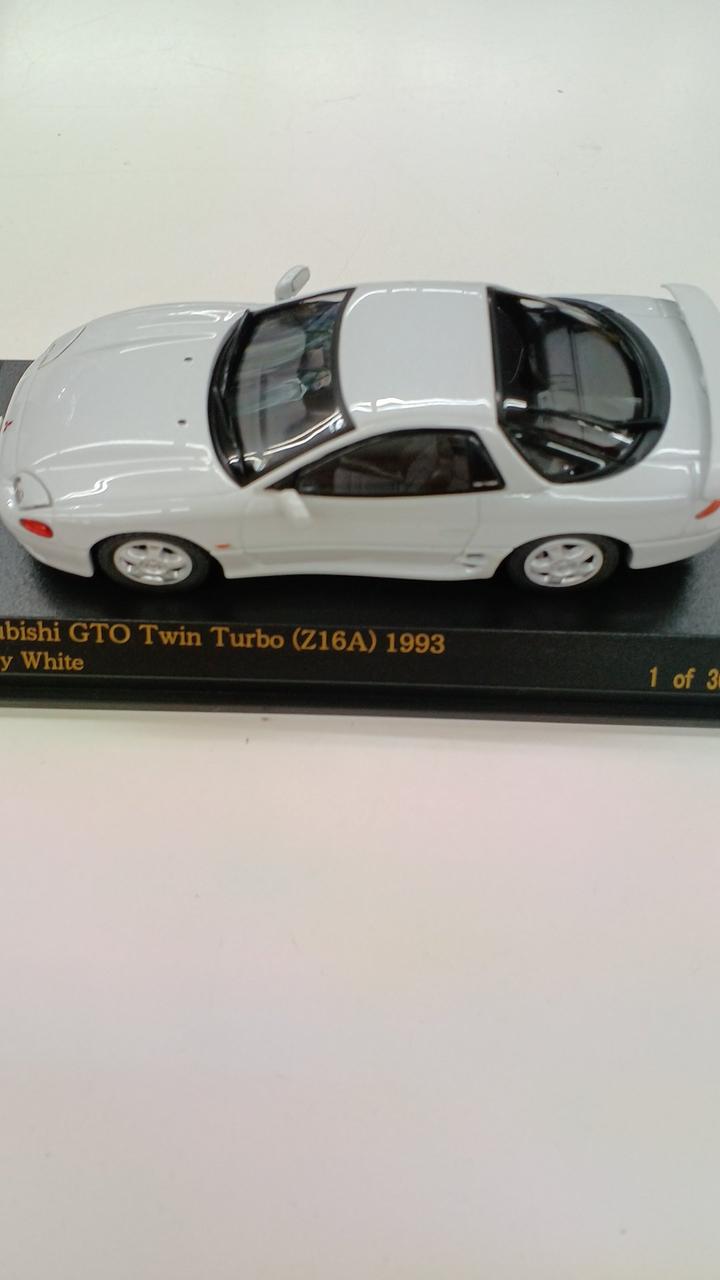 ubishi GTO Twin Turbo (Z16A) 1993
y White
1 of 3